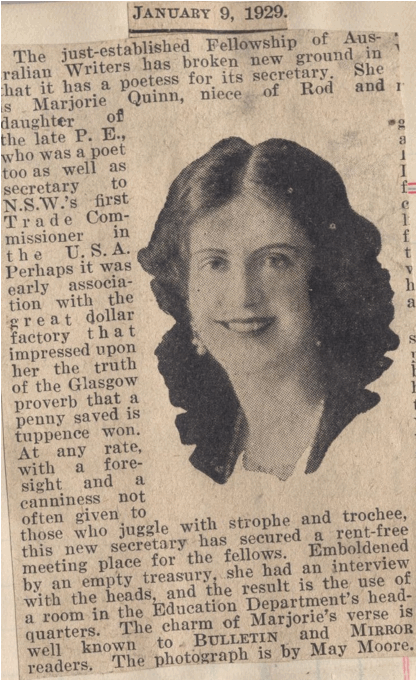 JANUARY 9, 1929.
The just-established Fellowship of Aus-
ralian Writers has broken new ground in
that it has a poetess for its secretary. She
s Marjorie Quinn, niece of Rod and
daughter of
the late P. E.,
who was a poet
too as well as
secretary to
N.S.W.'s first
Trade Com-
missioner in
the U.S.A.
Perhaps it was
early associa-
tion with the
great dollar
factory that
impressed upon
her the truth
of the Glasgow
proverb that a
penny saved is
tuppence won.
At any rate,
with a fore-
sight and a
canniness not
often given to
those who juggle with strophe and trochee,
this new secretary has secured a rent-free
meeting place for the fellows. Emboldened
by an empty treasury, she had an interview
with the heads, and the result is the use of
a room in the Education Department's head-
quarters. The charm of Marjorie's verse is
well known to BULLETIN and MIRROR
readers. The photograph is by May Moore.